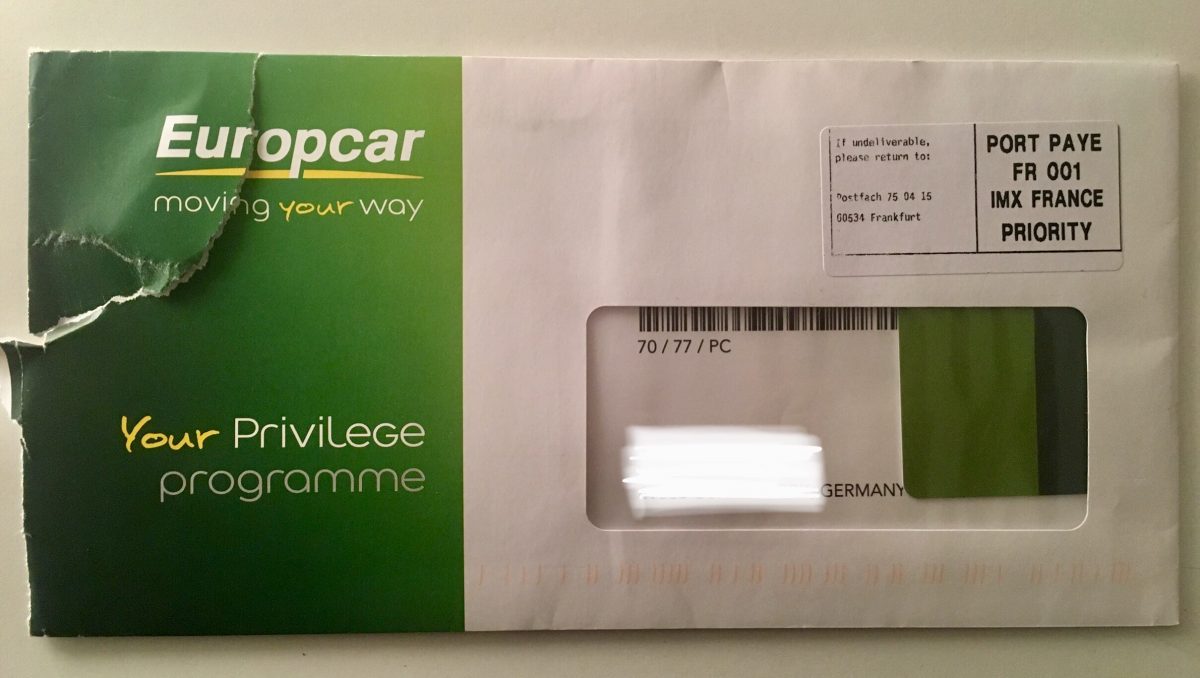 Europcar
moving your way
Your Privilege
programme
If undeliverable,
please return to:
Postfach 75 04 15
60534 Frankfurt
PORT PAYE
FR 001
IMX FRANCE
PRIORITY
70 / 77 / PC
GERMANY